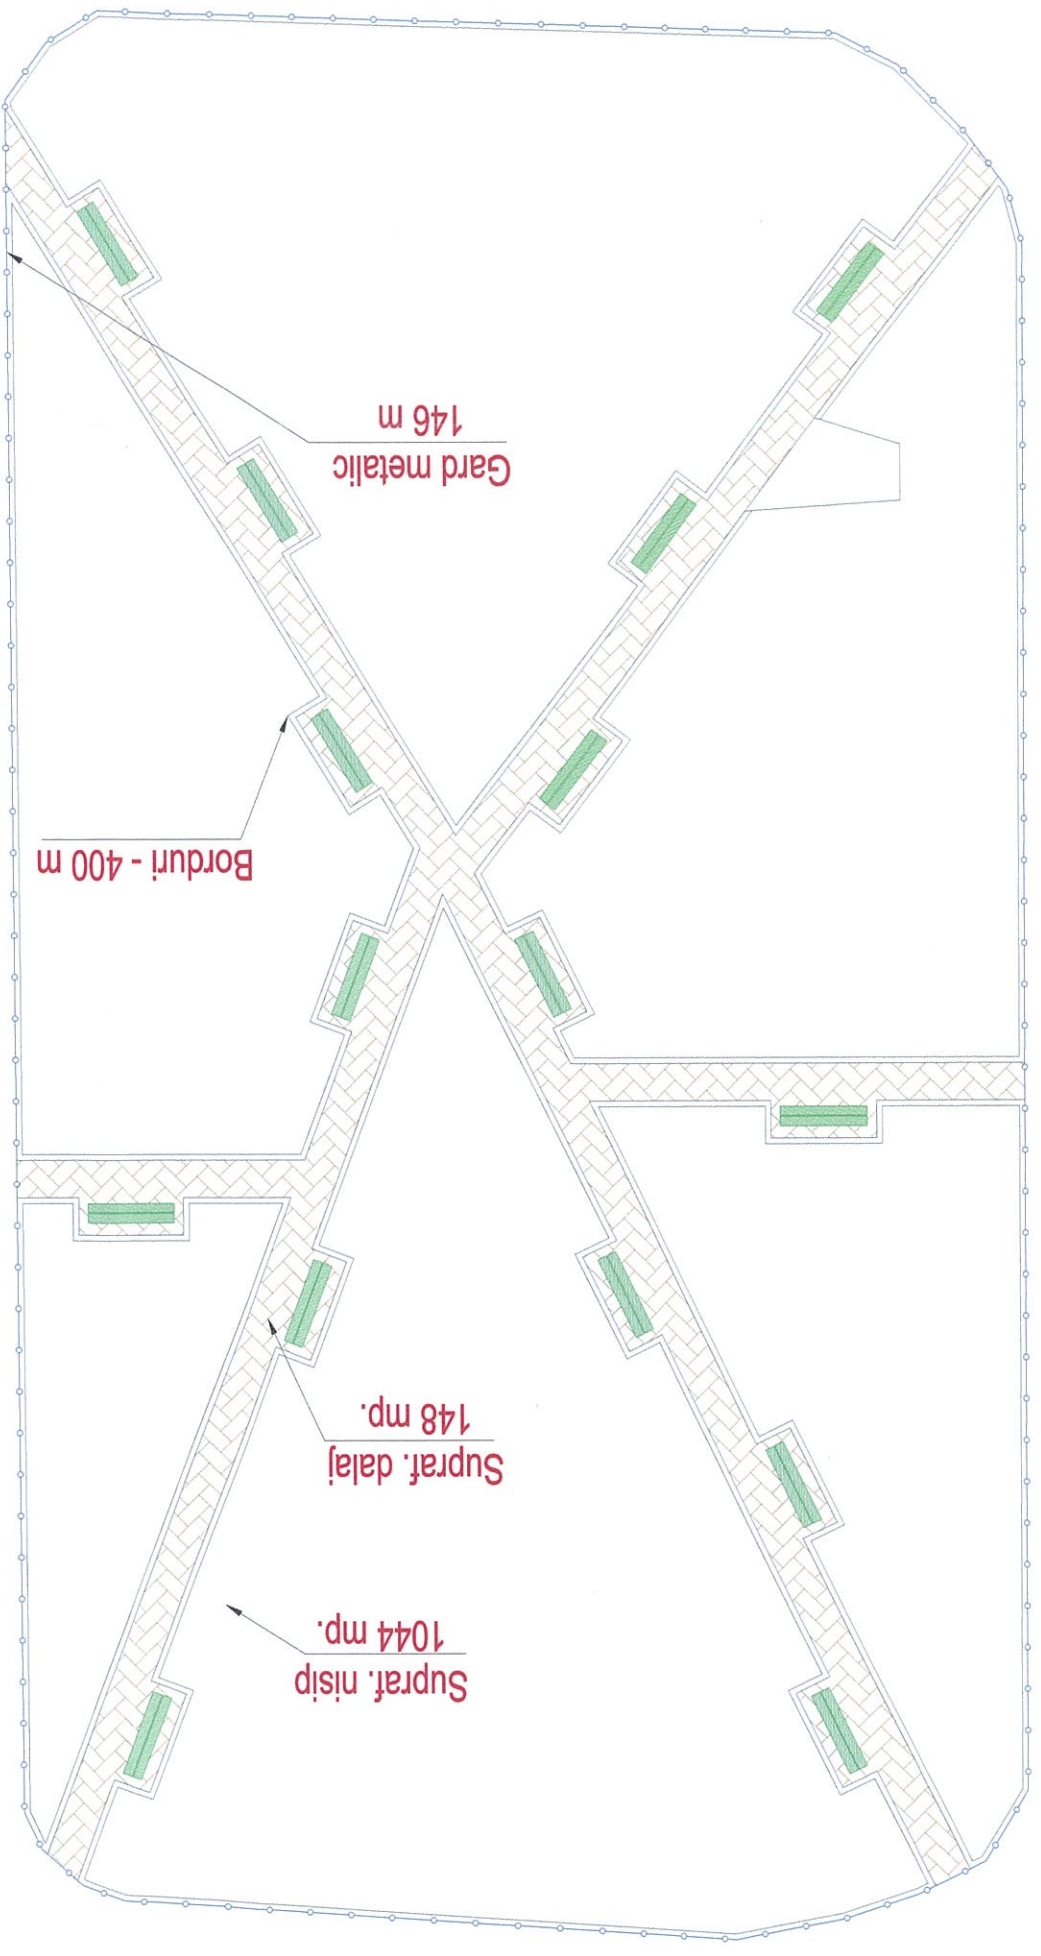 Supraf. nisip
1044 mp.
Supraf. dalaj
148 mp.
Borduri - 400 m
Gard metalic
146 m